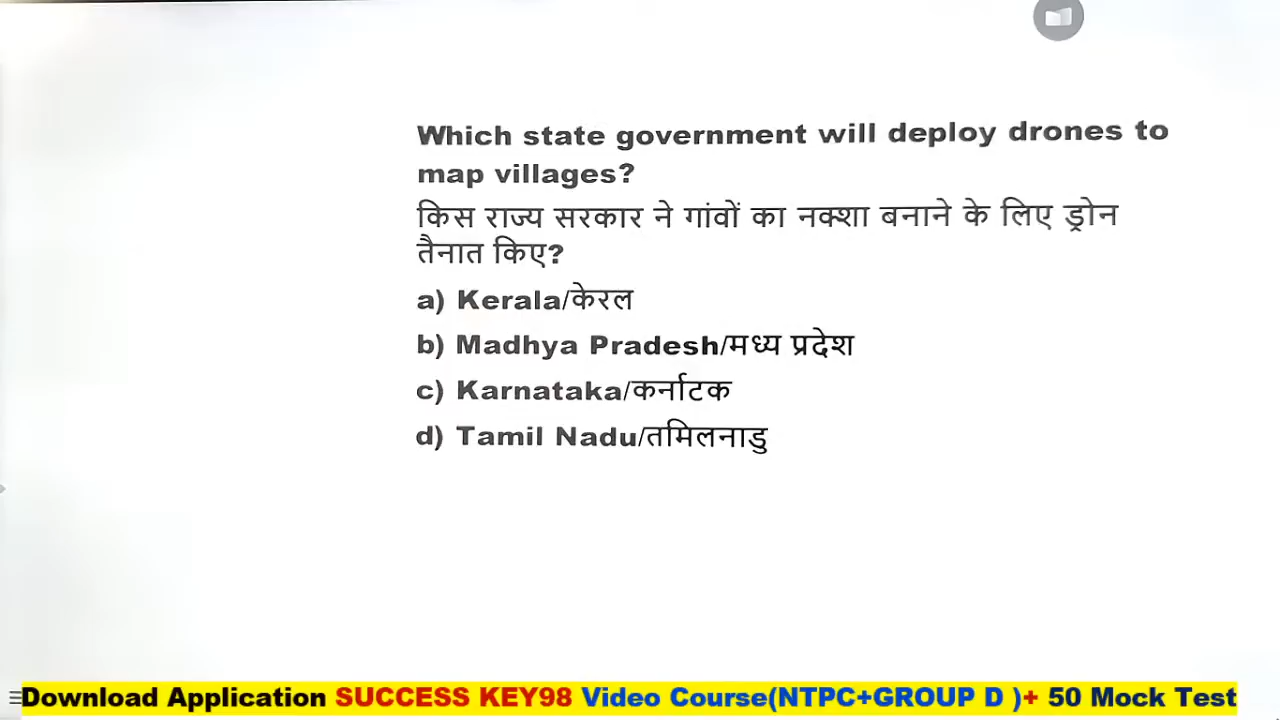 Which state government will deploy drones to
map villages?
किस राज्य सरकार ने गांवों का नक्शा बनाने के लिए ड्रोन
तैनात किए?
a) Kerala/केरल
b) Madhya Pradesh/मध्य प्रदेश
c) Karnataka/कर्नाटक
d) Tamil Nadu/तमिलनाडु
Download Application SUCCESS KEY98 Video Course(NTPC+GROUP D )+ 50 Mock Test